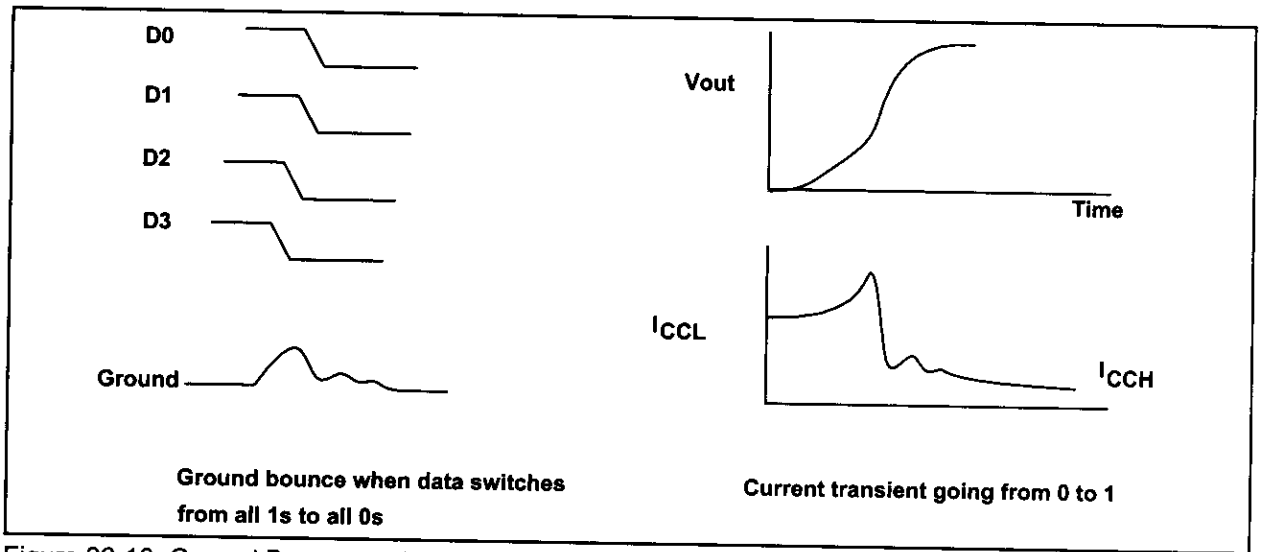 D0
D1
D2
D3
Ground
Ground bounce when data switches
from all 1s to all 0s
Vout
Time
ICCL
ICCH
Current transient going from 0 to 1